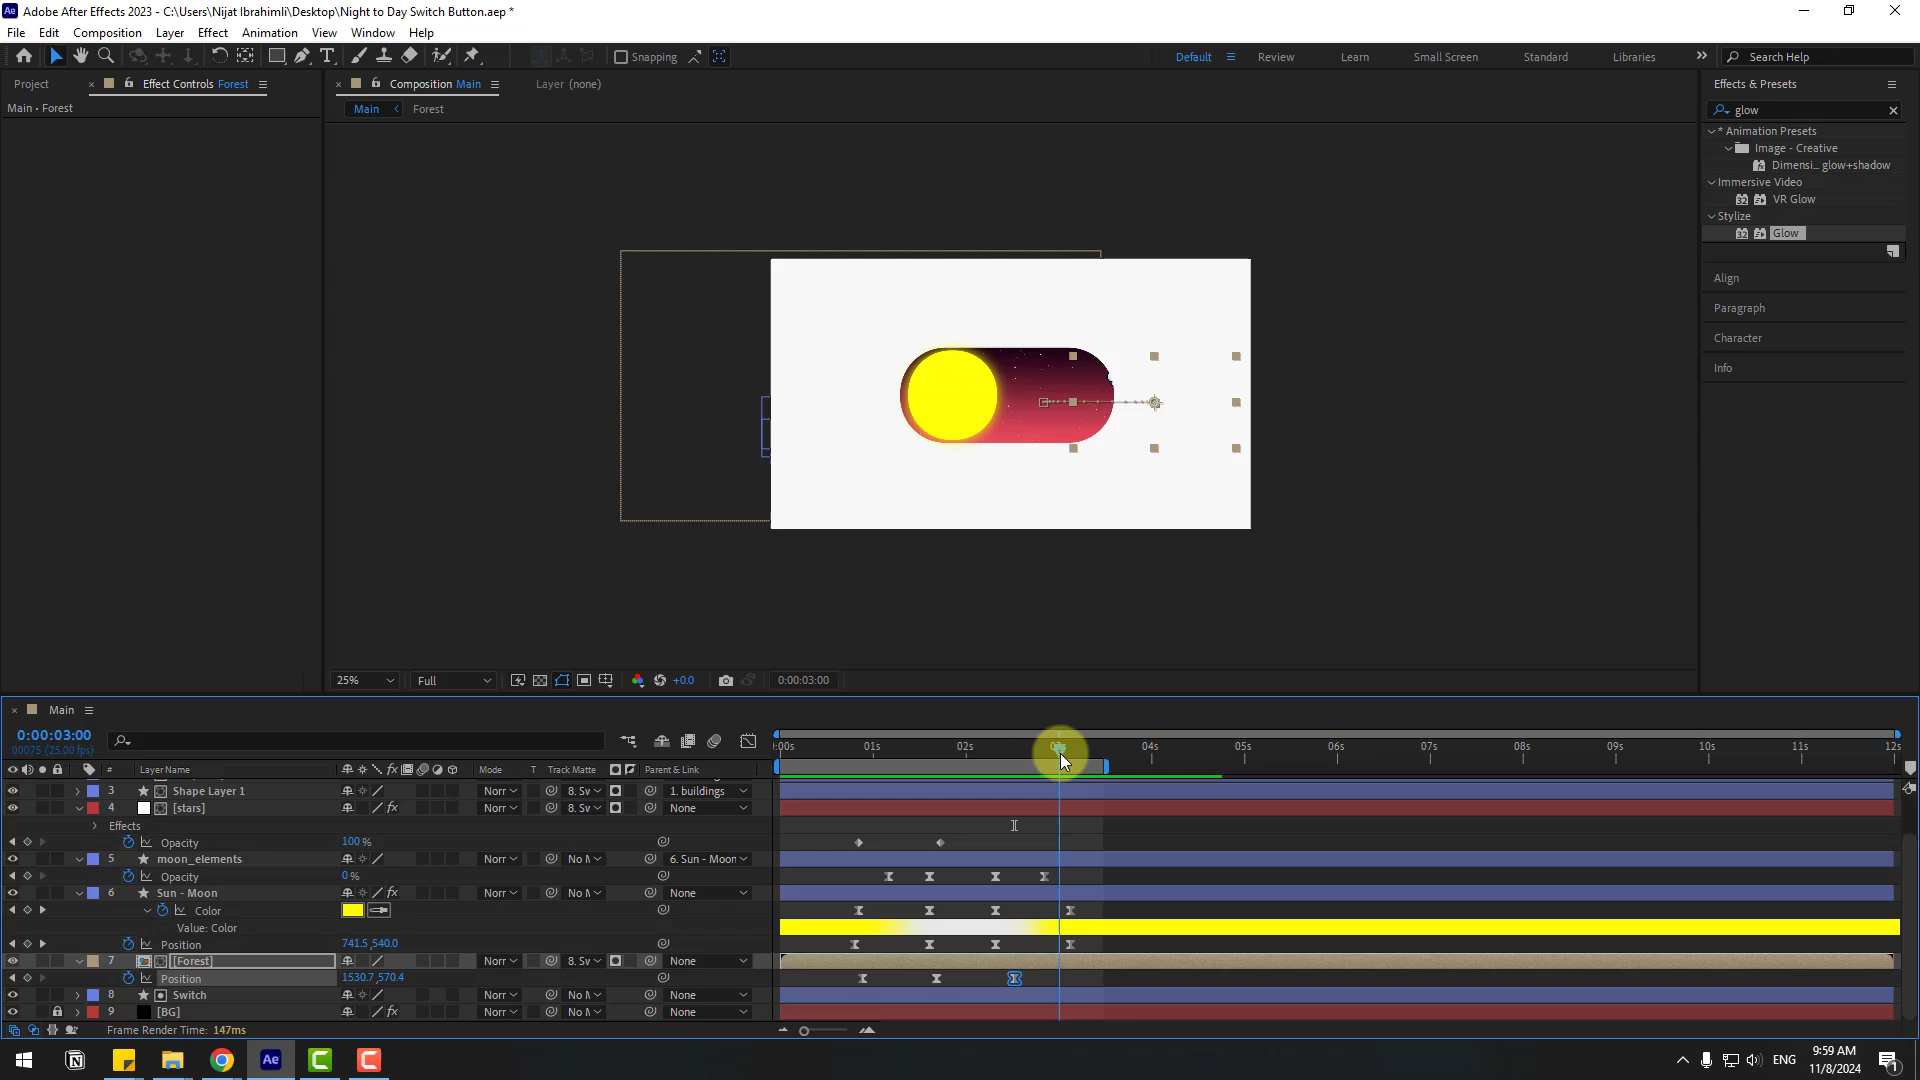 Adobe After Effects 2023 - C:\Users\Nijat Ibrahimli\Desktop\Night to Day Switch Button.aep *
File Edit Composition Layer Effect Animation View Window Help
Snapping Default Review Learn Small Screen Standard Libraries Search Help
Project Effect Controls Forest Composition Main Layer (none) Effects & Presets
Main • Forest Main Forest glow
* Animation Presets
Image - Creative
Dimensi... glow+shadow
Immersive Video
32 VR Glow
Stylize
32 Glow
Align
Paragraph
Character
Info
25% Full +0.0 0:00:03:00
Main
0:00:03:00
00075 (25.00 fps)
:00s 01s 02s 04s 05s 06s 07s 08s 09s 10s 11s 12s
# Layer Name Mode T Track Matte Parent & Link
3 Shape Layer 1 Norr 8. Sv 1. buildings
4 [stars] Norr 8. Sv None
Effects
Opacity 100 %
5 moon_elements Norr No M 6. Sun - Moon
Opacity 0 %
6 Sun - Moon Norr No M None
Color
Value: Color
Position 741.5,540.0
7 [Forest] Norr 8. Sv None
Position 1530.7,570.4
8 Switch Norr No M None
9 [BG] Norr No M None
Frame Render Time: 147ms
Ae ENG 9:59 AM
11/8/2024 1